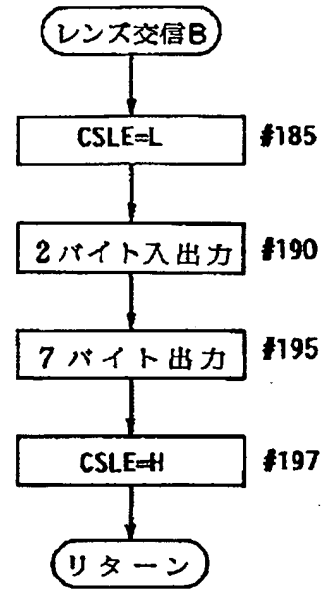 レンズ交信B
CSLE=L #185
2バイト入出力 #190
7バイト出力 #195
CSLE=H #197
リターン